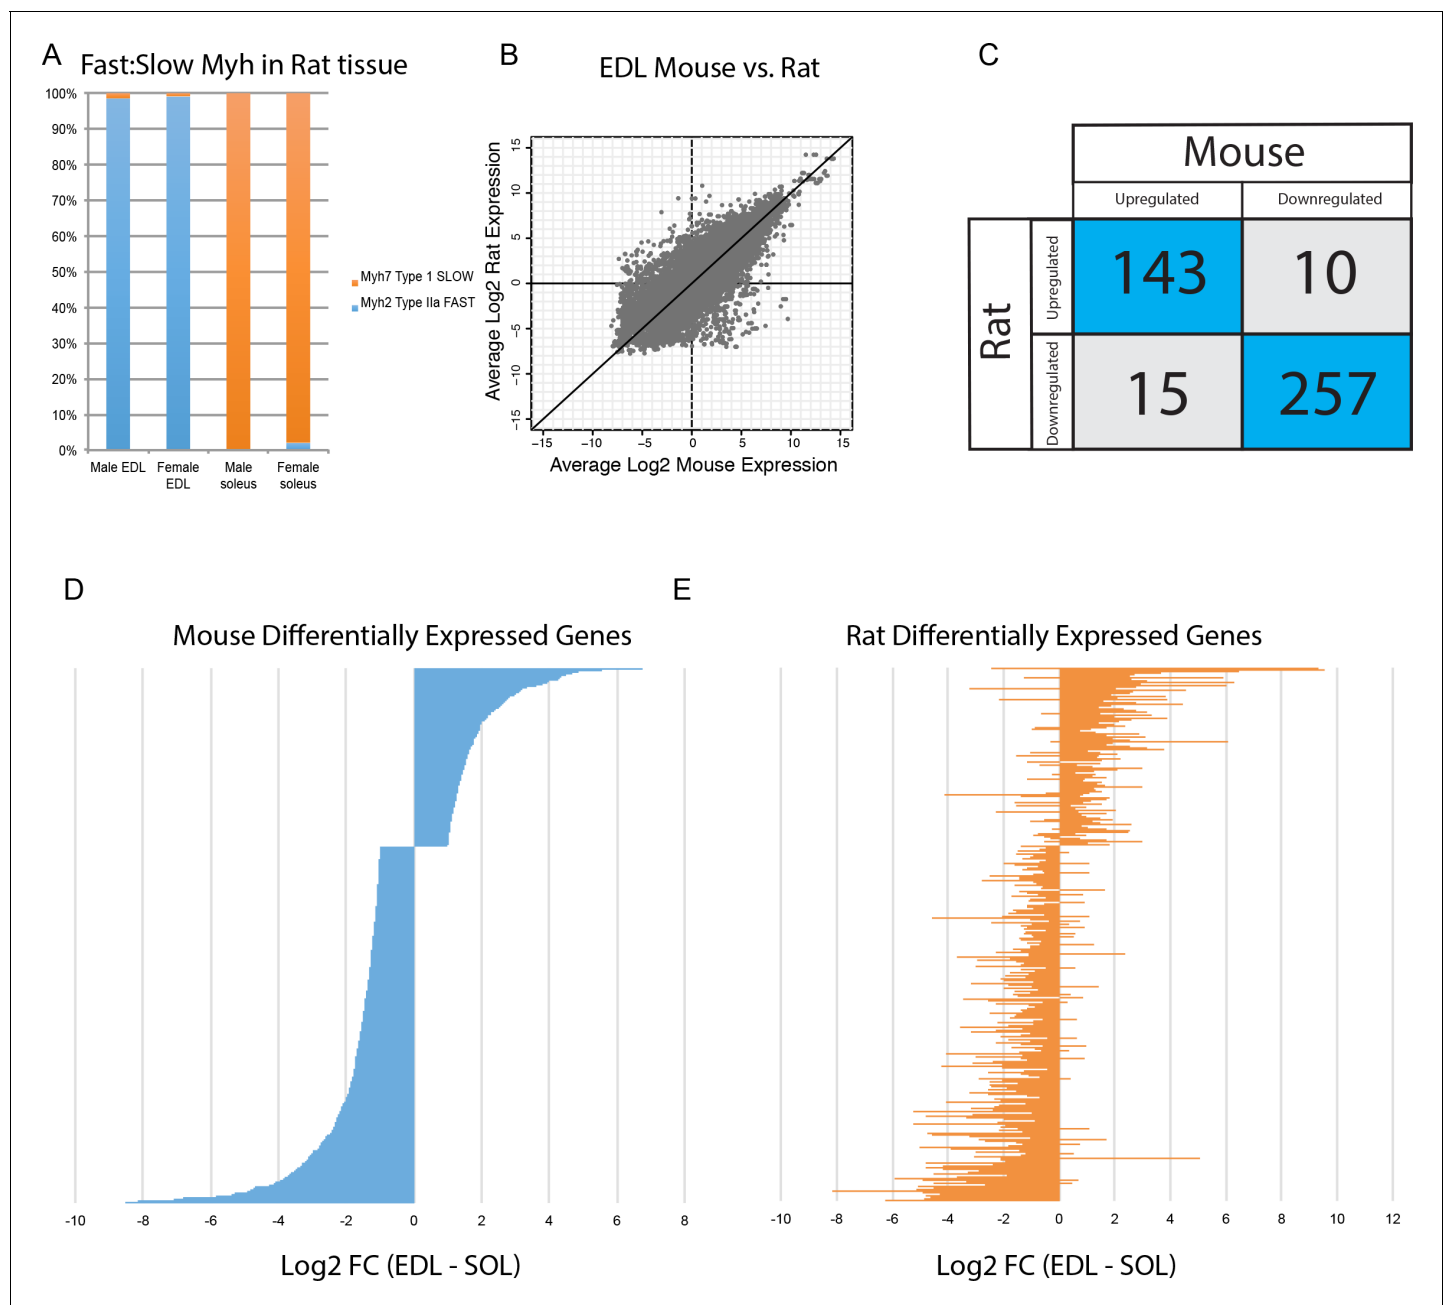 A
Fast:Slow Myh in Rat tissue
100%
90%
80%
70%
60%
50%
40%
30%
20%
10%
0%
Male EDL
Female
EDL
Male
soleus
Female
soleus
Myh7 Type 1 SLOW
Myh2 Type IIa FAST
B
EDL Mouse vs. Rat
Average Log2 Rat Expression
15
10
5
0
−5
−10
−15
−15 −10 −5 0 5 10 15
Average Log2 Mouse Expression
C
Mouse
Upregulated Downregulated
Rat
Upregulated
143 10
Downregulated
15 257
D
Mouse Differentially Expressed Genes
-10 -8 -6 -4 -2 0 2 4 6 8
Log2 FC (EDL - SOL)
E
Rat Differentially Expressed Genes
-10 -8 -6 -4 -2 0 2 4 6 8 10 12
Log2 FC (EDL - SOL)